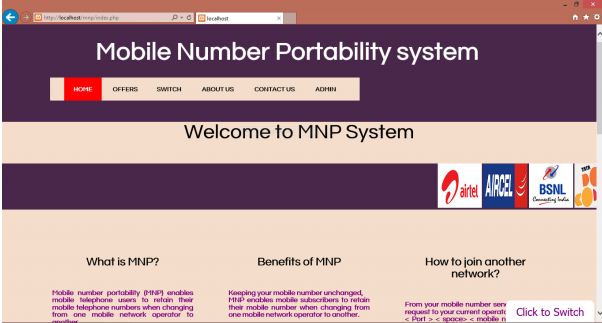 http://localhost/mnp/index.php
localhost
Mobile Number Portability system
HOME OFFERS SWITCH ABOUT US CONTACT US ADMIN
Welcome to MNP System
airtel AIRCEL BSNL Connecting India TATA
What is MNP? Benefits of MNP How to join another
network?
Mobile number portability (MNP) enables
mobile telephone users to retain their
mobile telephone numbers when changing
from one mobile network operator to
another.
Keeping your mobile number unchanged,
MNP enables mobile subscribers to retain
their mobile number when changing from
one mobile network operator to another.
From your mobile number sen
request to your current operat
< Port > < space> < mobile n
Click to Switch